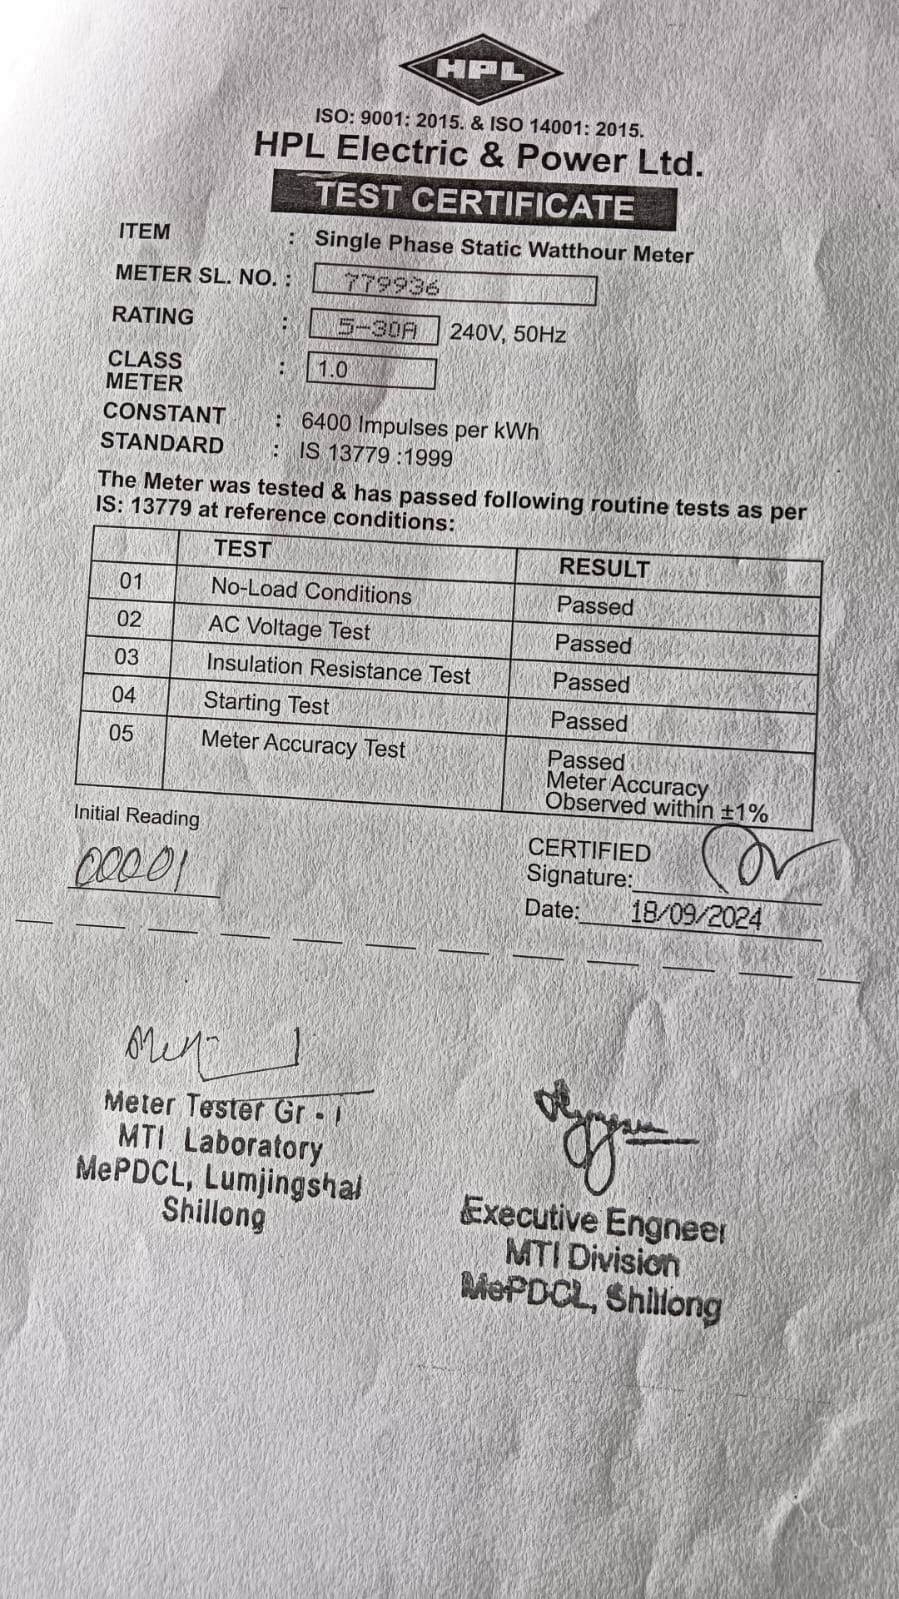 HPL
ISO: 9001: 2015. & ISO 14001: 2015.
HPL Electric & Power Ltd.
TEST CERTIFICATE
ITEM : Single Phase Static Watthour Meter
METER SL. NO. : 779936
RATING : 5-30A 240V, 50Hz
CLASS : 1.0
METER
CONSTANT : 6400 Impulses per kWh
STANDARD : IS 13779 :1999
The Meter was tested & has passed following routine tests as per
IS: 13779 at reference conditions:
TEST RESULT
01 No-Load Conditions Passed
02 AC Voltage Test Passed
03 Insulation Resistance Test Passed
04 Starting Test Passed
05 Meter Accuracy Test Passed
Meter Accuracy
Observed within ±1%
Initial Reading
00001
CERTIFIED
Signature:
Date: 18/09/2024
Meter Tester Gr - I
MTI Laboratory
MePDCL, Lumjingshai
Shillong
Executive Engneer
MTI Division
MePDCL, Shillong